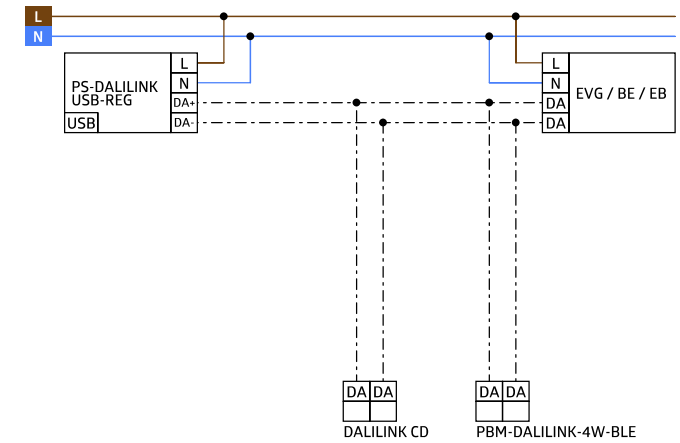 L
N
PS-DALILINK
USB-REG
USB
L
N
DA+
DA-
L
N
DA
DA
EVG / BE / EB
DA DA
DALILINK CD
DA DA
PBM-DALILINK-4W-BLE